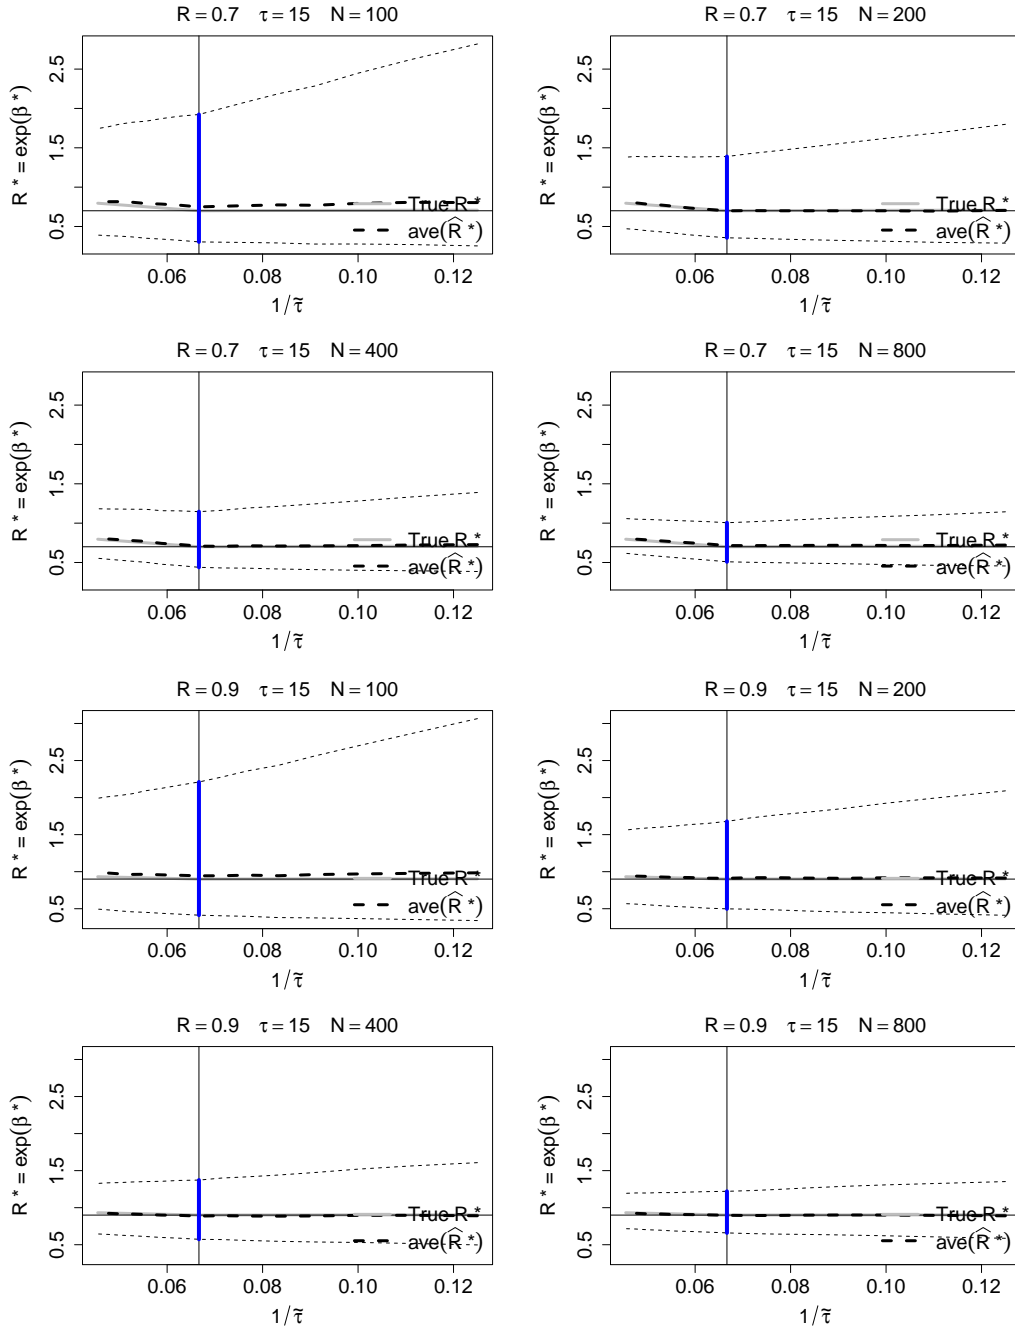 R = 0.7 τ = 15 N = 100
R * = exp(β *)
0.5 1.5 2.5
True R *
ave(R̂ *)
0.06 0.08 0.10 0.12
1/τ̃
R = 0.7 τ = 15 N = 200
R * = exp(β *)
0.5 1.5 2.5
True R *
ave(R̂ *)
0.06 0.08 0.10 0.12
1/τ̃
R = 0.7 τ = 15 N = 400
R * = exp(β *)
0.5 1.5 2.5
True R *
ave(R̂ *)
0.06 0.08 0.10 0.12
1/τ̃
R = 0.7 τ = 15 N = 800
R * = exp(β *)
0.5 1.5 2.5
True R *
ave(R̂ *)
0.06 0.08 0.10 0.12
1/τ̃
R = 0.9 τ = 15 N = 100
R * = exp(β *)
0.5 1.5 2.5
True R *
ave(R̂ *)
0.06 0.08 0.10 0.12
1/τ̃
R = 0.9 τ = 15 N = 200
R * = exp(β *)
0.5 1.5 2.5
True R *
ave(R̂ *)
0.06 0.08 0.10 0.12
1/τ̃
R = 0.9 τ = 15 N = 400
R * = exp(β *)
0.5 1.5 2.5
True R *
ave(R̂ *)
0.06 0.08 0.10 0.12
1/τ̃
R = 0.9 τ = 15 N = 800
R * = exp(β *)
0.5 1.5 2.5
True R *
ave(R̂ *)
0.06 0.08 0.10 0.12
1/τ̃